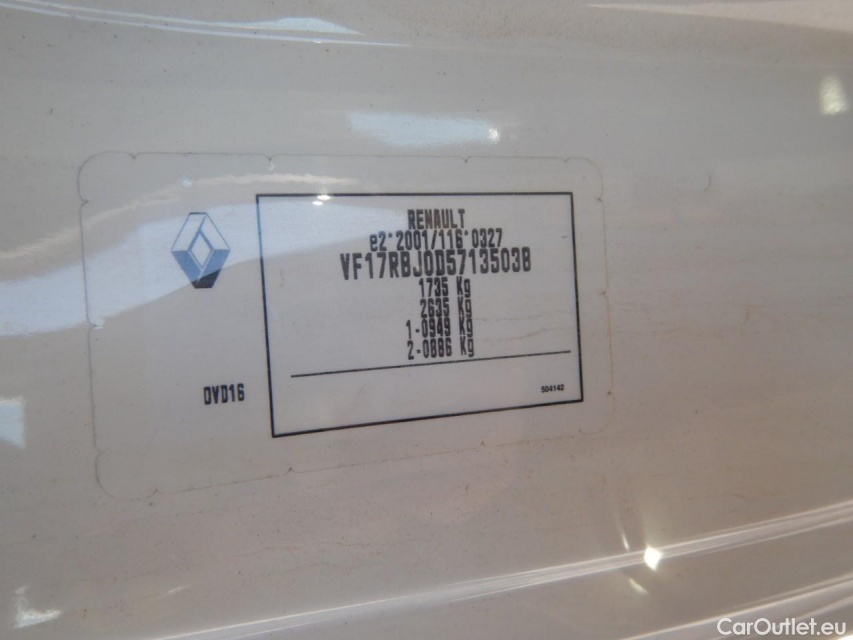 RENAULT
e2*2001/116*0327
VF17RBJ0D57135038
1735 Kg
2635 Kg
1-0949 Kg
2-0886 Kg
DVD16
504142
CarOutlet.eu